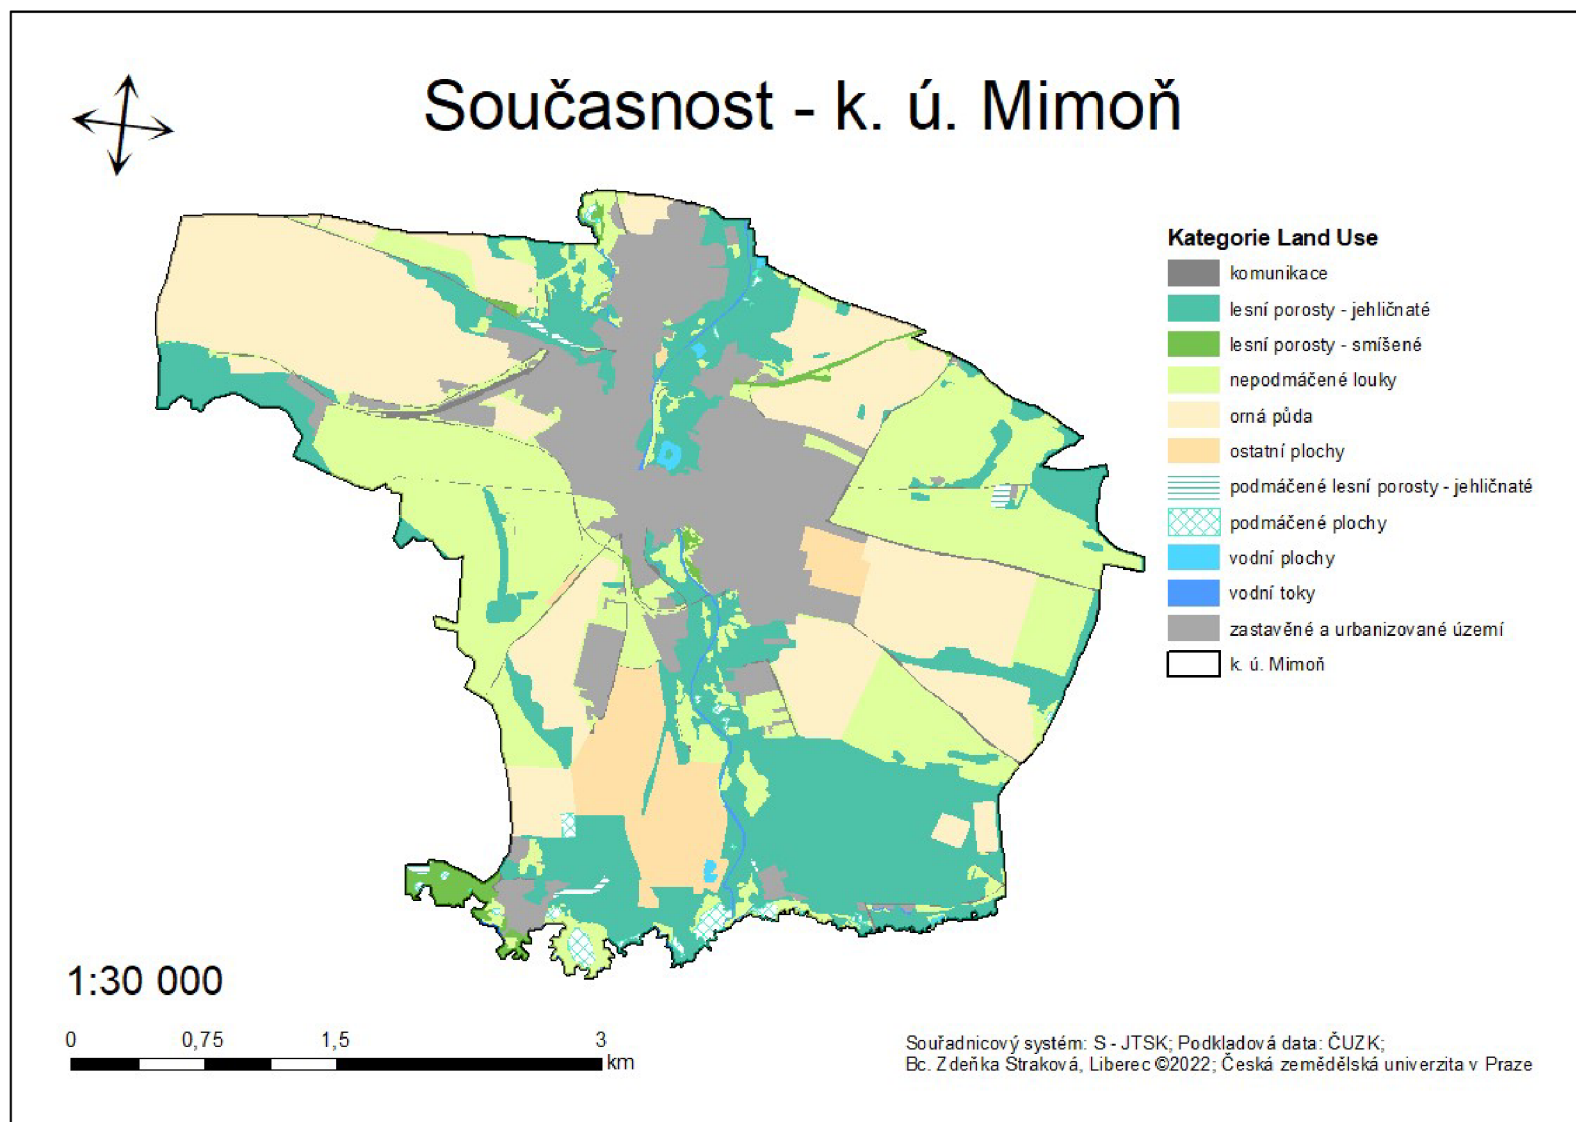 Současnost - k. ú. Mimoň
Kategorie Land Use
komunikace
lesní porosty - jehličnaté
lesní porosty - smíšené
nepodmáčené louky
orná půda
ostatní plochy
podmáčené lesní porosty - jehličnaté
podmáčené plochy
vodní plochy
vodní toky
zastavěné a urbanizované území
k. ú. Mimoň
1:30 000
0 0,75 1,5 3
km
Souřadnicový systém: S - JTSK; Podkladová data: ČUZK;
Bc. Zdeňka Straková, Liberec ©2022; Česká zemědělská univerzita v Praze